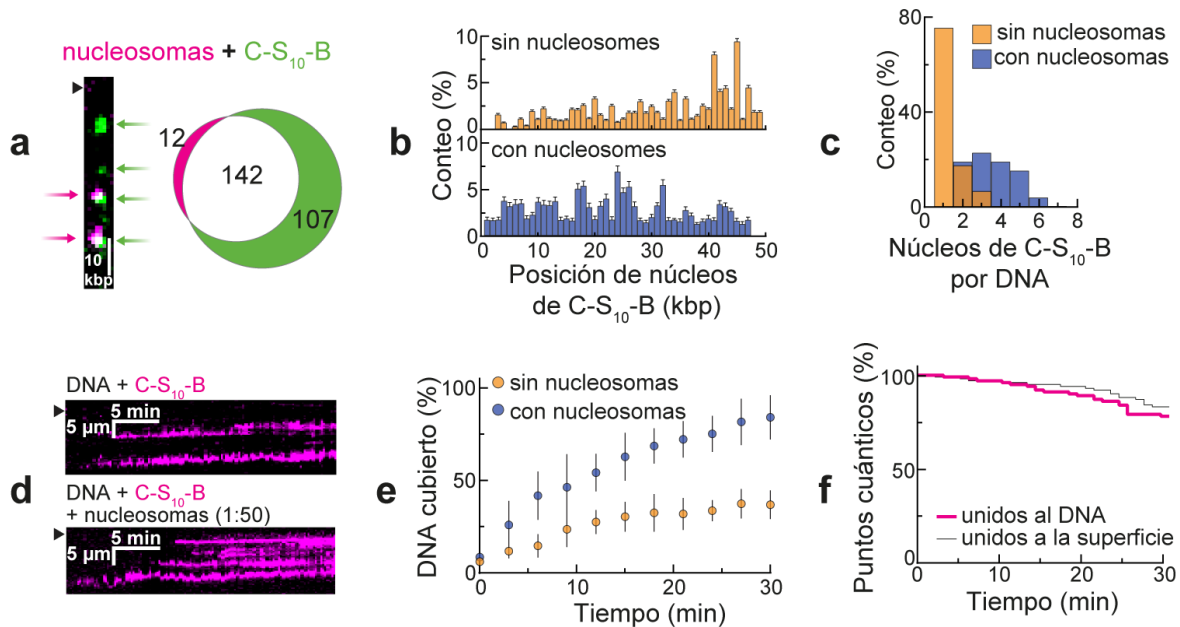 a
nucleosomas + C-S10-B
10
kbp
12
142
107
b
Conteo (%)
10
5
0
sin nucleosomes
10
5
0
con nucleosomes
0
10
20
30
40
50
Posición de núcleos
de C-S10-B (kbp)
c
Conteo (%)
80
40
0
sin nucleosomas
con nucleosomas
0
2
4
6
8
Núcleos de C-S10-B
por DNA
d
DNA + C-S10-B
5 min
5 µm
DNA + C-S10-B
+ nucleosomas (1:50)
5 min
5 µm
e
DNA cubierto (%)
100
50
0
sin nucleosomas
con nucleosomas
0
10
20
30
Tiempo (min)
f
Puntos cuánticos (%)
100
50
0
unidos al DNA
unidos a la superficie
0
10
20
30
Tiempo (min)